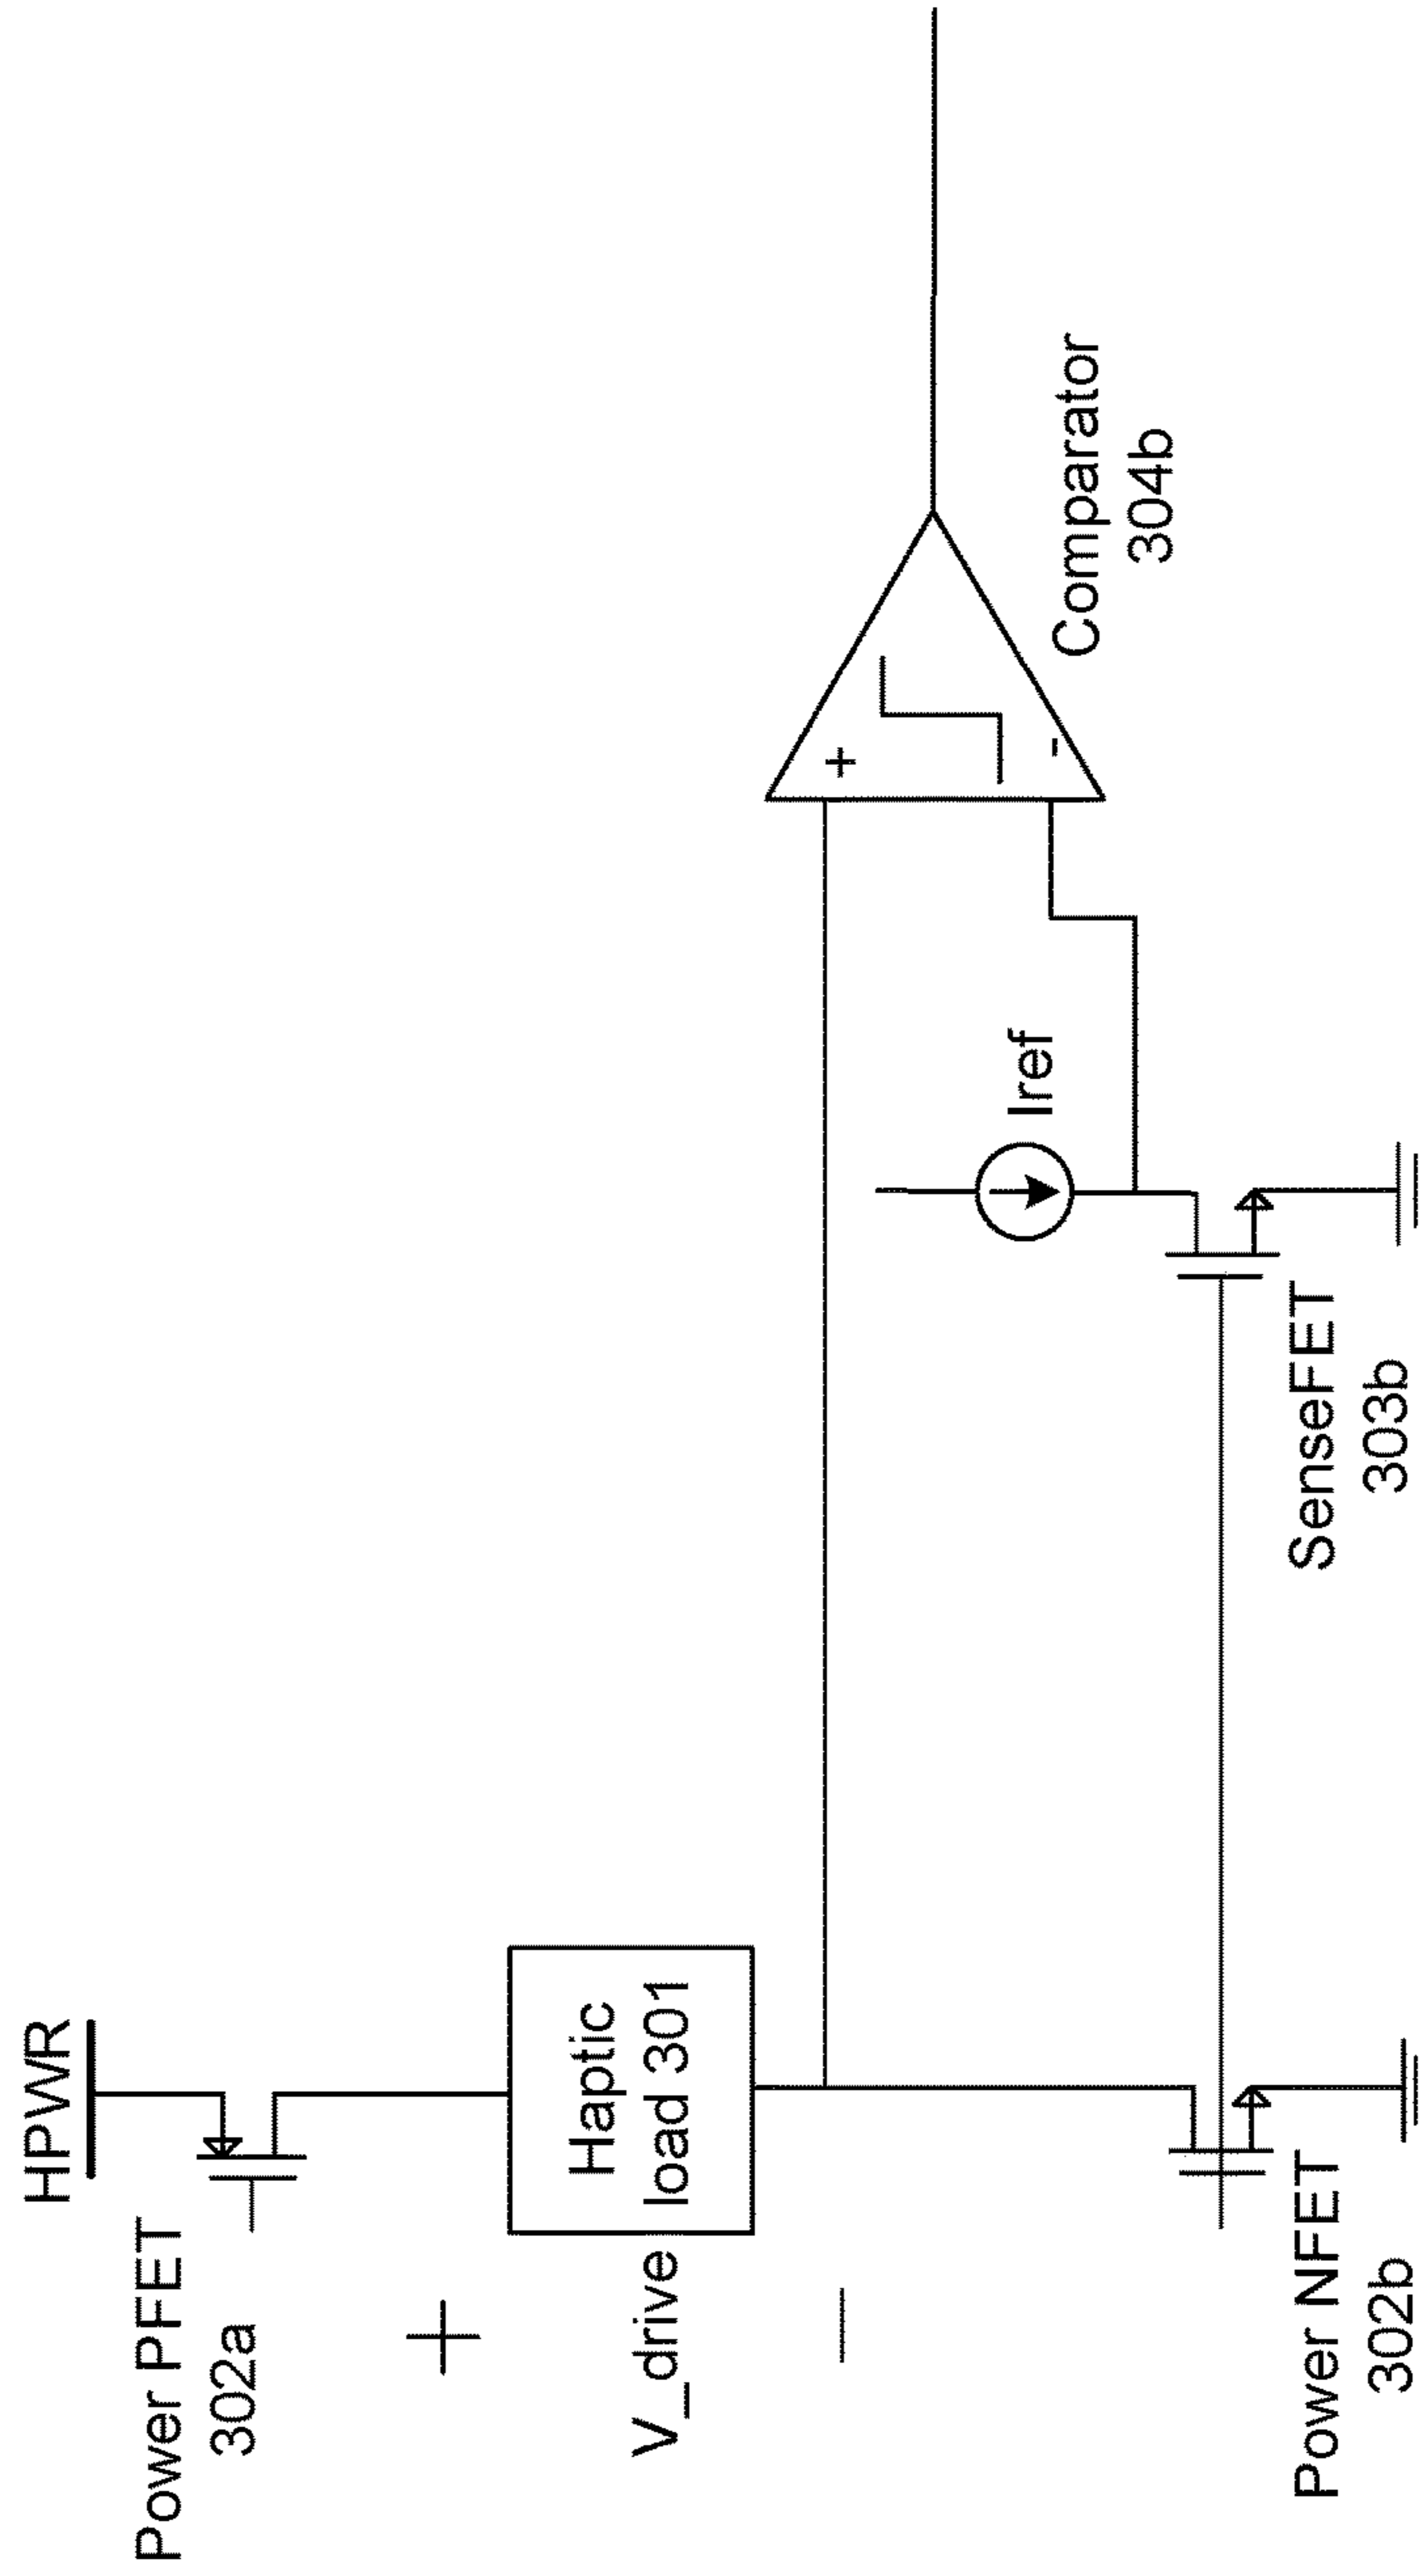 HPWR
Power PFET
302a
+
V_drive
−
Haptic
load 301
Power NFET
302b
SenseFET
303b
Iref
+
-
Comparator
304b